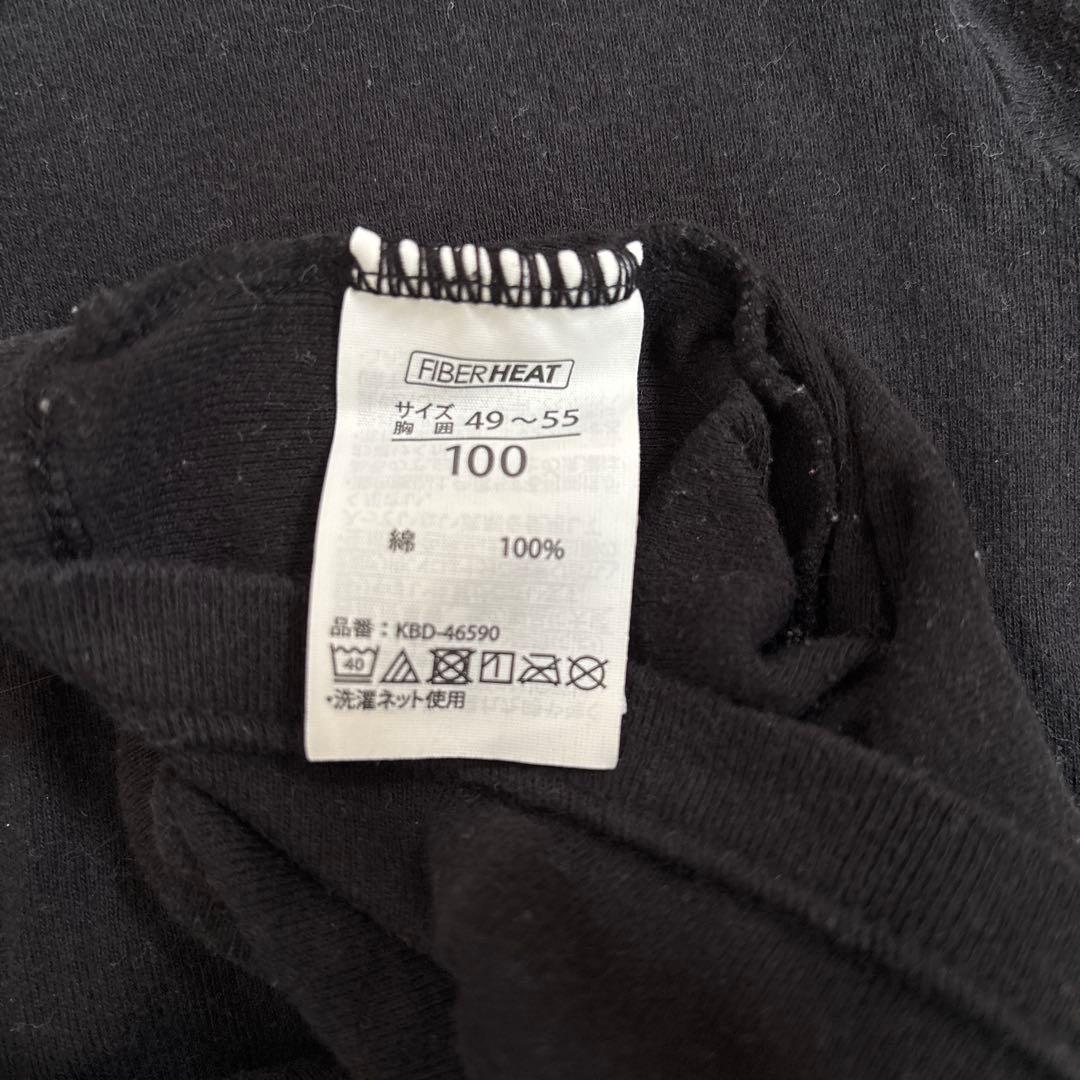 FIBERHEAT
サイズ
胸囲 49～55
100
綿 100%
品番：KBD-46590
40
・洗濯ネット使用